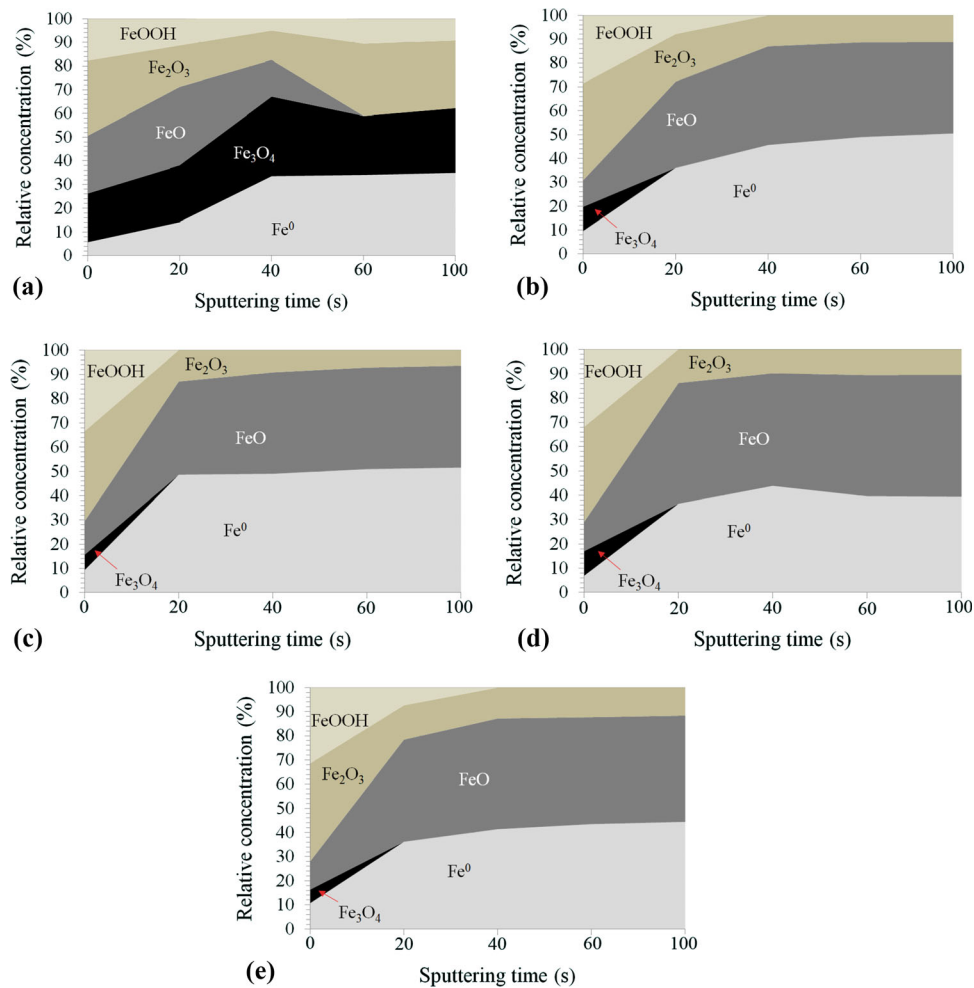 Relative concentration (%)
100
90
80
70
60
50
40
30
20
10
0
FeOOH
Fe₂O₃
FeO
Fe₃O₄
Fe⁰
0 20 40 60 100
Sputtering time (s)
(a)
Relative concentration (%)
100
90
80
70
60
50
40
30
20
10
0
FeOOH
Fe₂O₃
FeO
Fe⁰
Fe₃O₄
0 20 40 60 100
Sputtering time (s)
(b)
Relative concentration (%)
100
90
80
70
60
50
40
30
20
10
0
FeOOH
Fe₂O₃
FeO
Fe⁰
Fe₃O₄
0 20 40 60 100
Sputtering time (s)
(c)
Relative concentration (%)
100
90
80
70
60
50
40
30
20
10
0
FeOOH
Fe₂O₃
FeO
Fe⁰
Fe₃O₄
0 20 40 60 100
Sputtering time (s)
(d)
Relative concentration (%)
100
90
80
70
60
50
40
30
20
10
0
FeOOH
Fe₂O₃
FeO
Fe⁰
Fe₃O₄
0 20 40 60 100
Sputtering time (s)
(e)